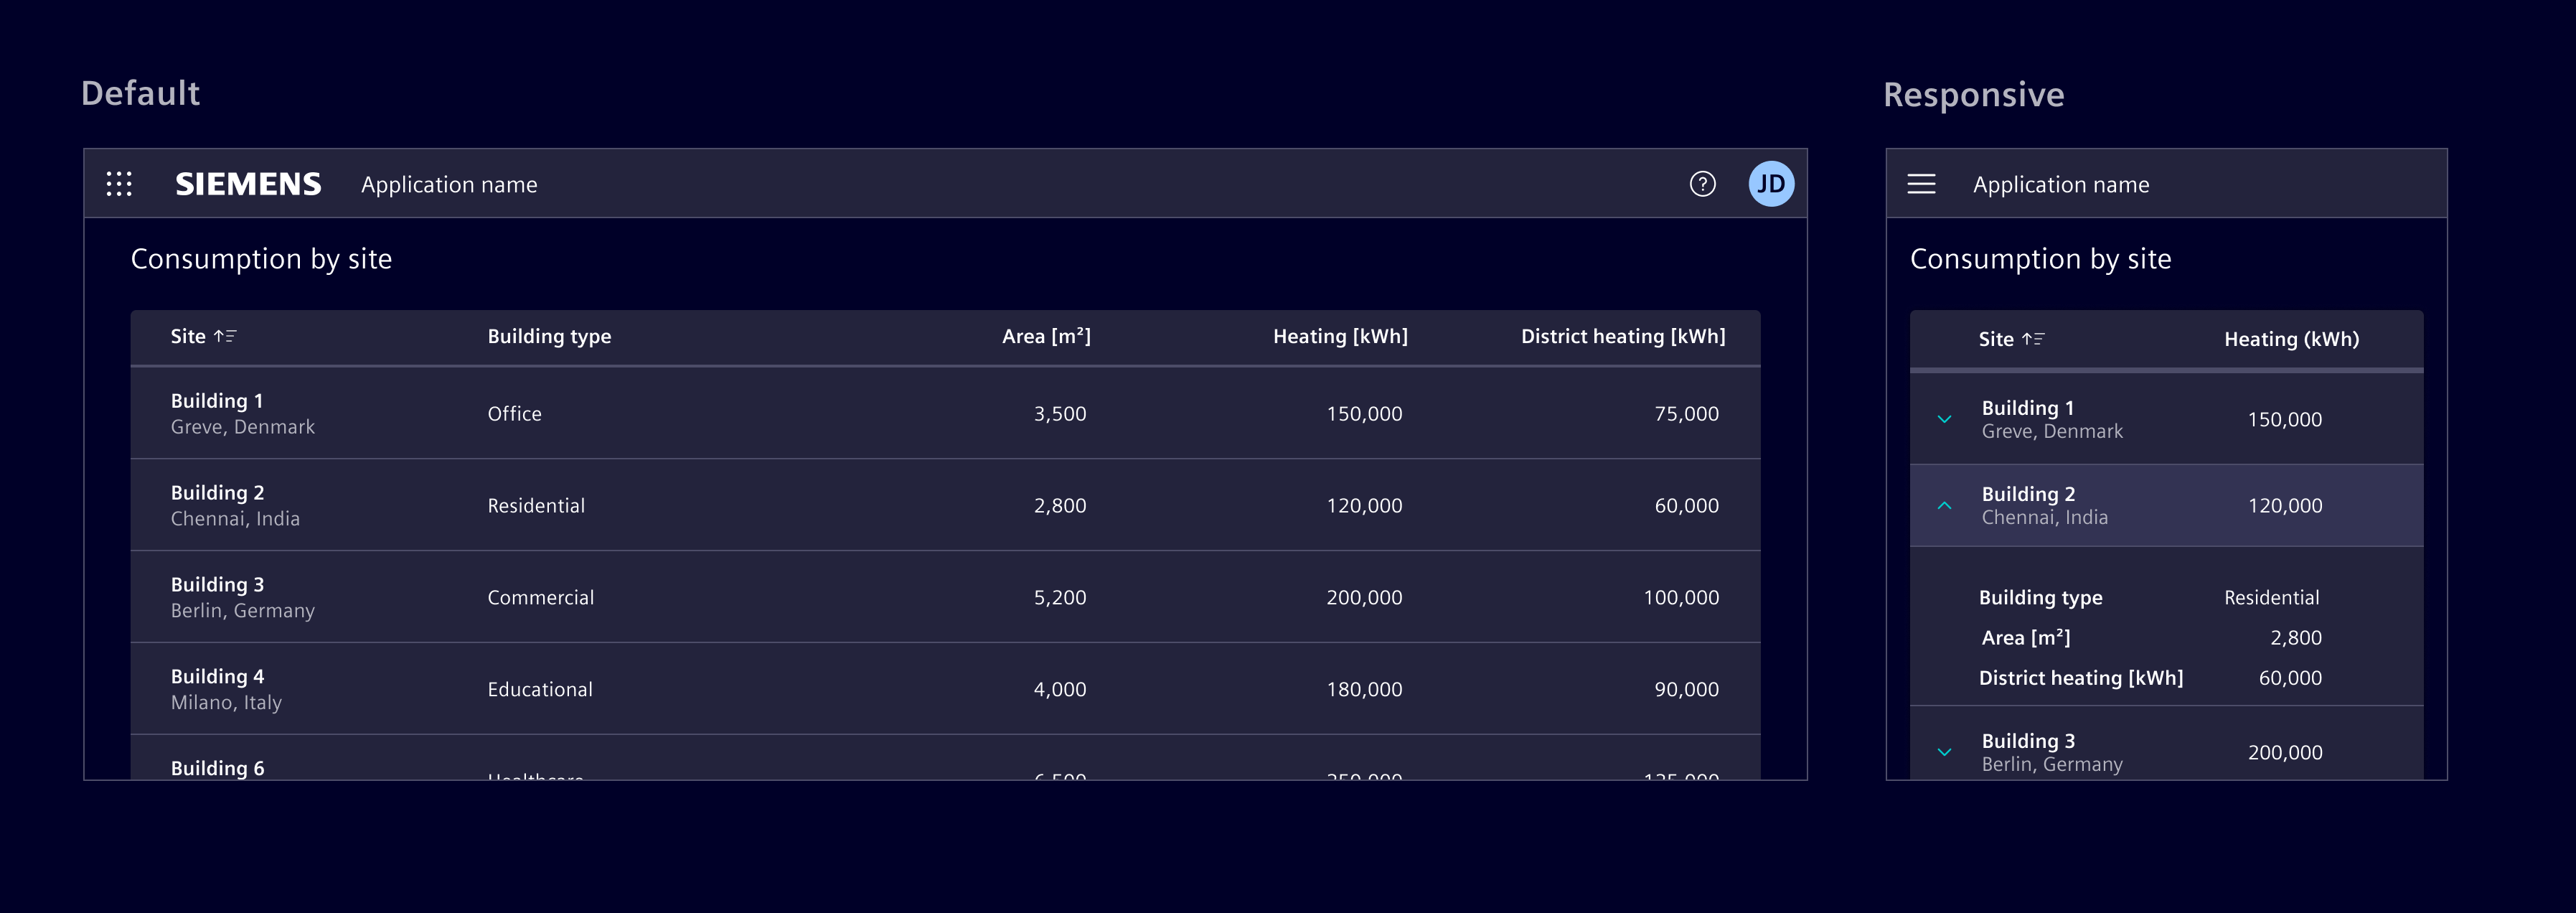 Default
Responsive
SIEMENS Application name JD
Consumption by site
Site Building type Area [m²] Heating [kWh] District heating [kWh]
Building 1 Office 3,500 150,000 75,000
Greve, Denmark
Building 2 Residential 2,800 120,000 60,000
Chennai, India
Building 3 Commercial 5,200 200,000 100,000
Berlin, Germany
Building 4 Educational 4,000 180,000 90,000
Milano, Italy
Building 6
Application name
Consumption by site
Site Heating (kWh)
Building 1 150,000
Greve, Denmark
Building 2 120,000
Chennai, India
Building type Residential
Area [m²] 2,800
District heating [kWh] 60,000
Building 3 200,000
Berlin, Germany